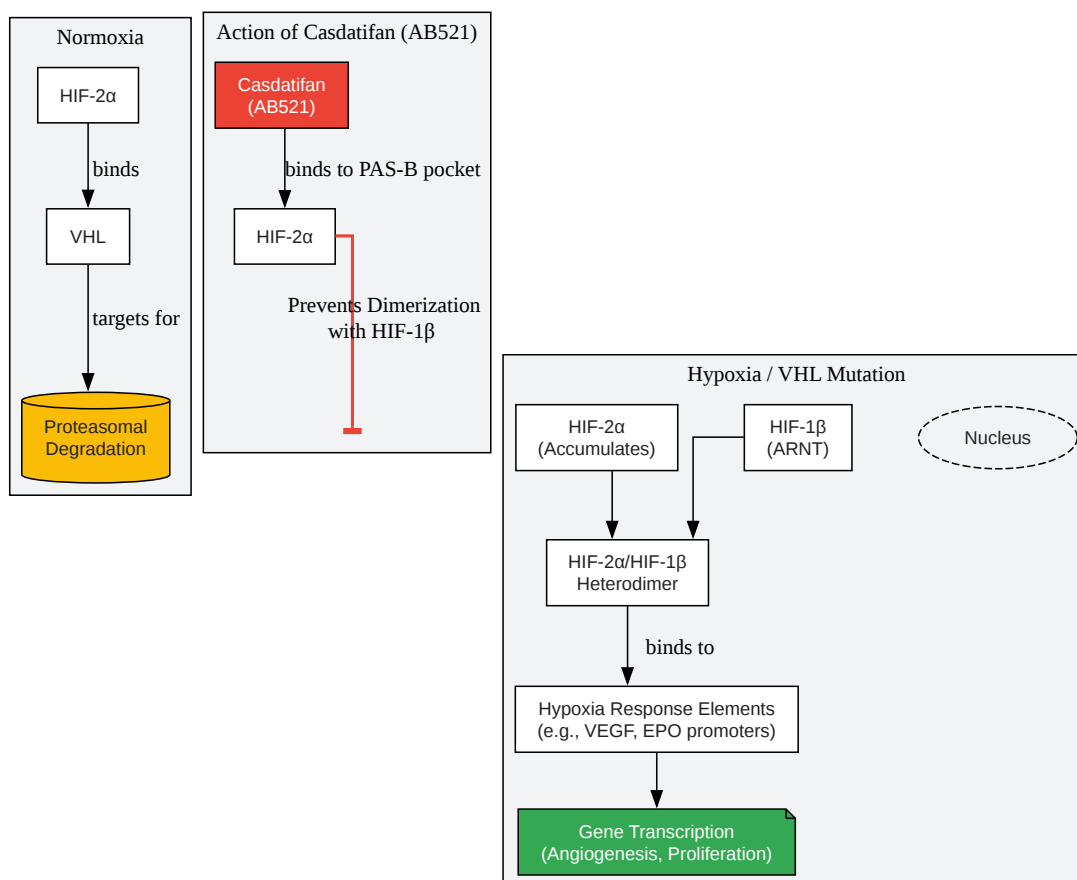 Normoxia
HIF-2α
binds
VHL
targets for
Proteasomal
Degradation
Action of Casdatifan (AB521)
Casdatifan
(AB521)
binds to PAS-B pocket
HIF-2α
Prevents Dimerization
with HIF-1β
Hypoxia / VHL Mutation
HIF-2α
(Accumulates)
HIF-1β
(ARNT)
Nucleus
HIF-2α/HIF-1β
Heterodimer
binds to
Hypoxia Response Elements
(e.g., VEGF, EPO promoters)
Gene Transcription
(Angiogenesis, Proliferation)